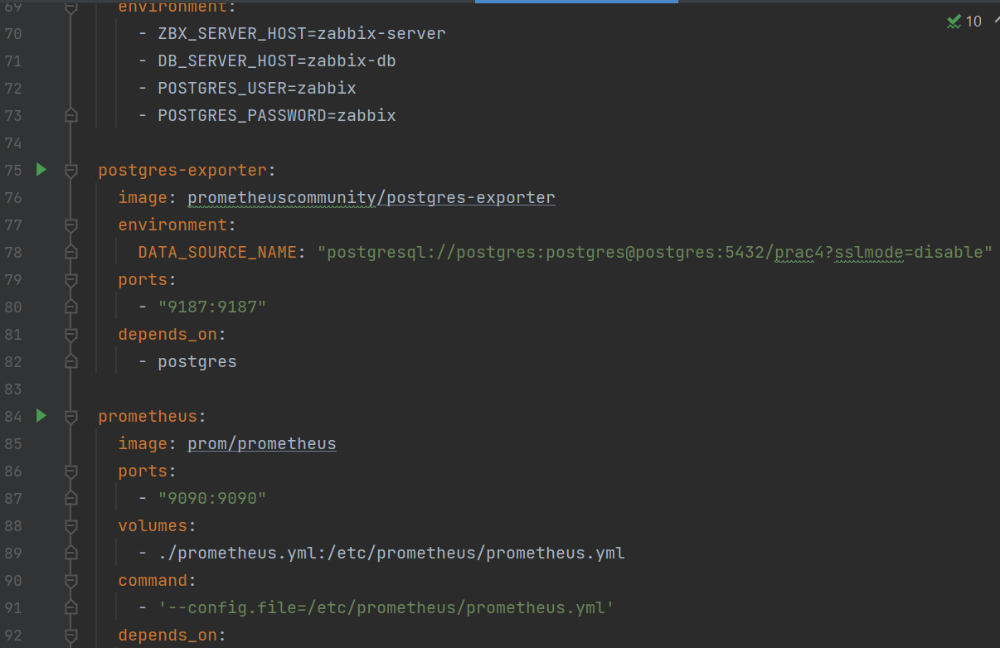 69 environment:
10
70 - ZBX_SERVER_HOST=zabbix-server
71 - DB_SERVER_HOST=zabbix-db
72 - POSTGRES_USER=zabbix
73 - POSTGRES_PASSWORD=zabbix
74
75 postgres-exporter:
76 image: prometheuscommunity/postgres-exporter
77 environment:
78 DATA_SOURCE_NAME: "postgresql://postgres:postgres@postgres:5432/prac4?sslmode=disable"
79 ports:
80 - "9187:9187"
81 depends_on:
82 - postgres
83
84 prometheus:
85 image: prom/prometheus
86 ports:
87 - "9090:9090"
88 volumes:
89 - ./prometheus.yml:/etc/prometheus/prometheus.yml
90 command:
91 - '--config.file=/etc/prometheus/prometheus.yml'
92 depends_on: